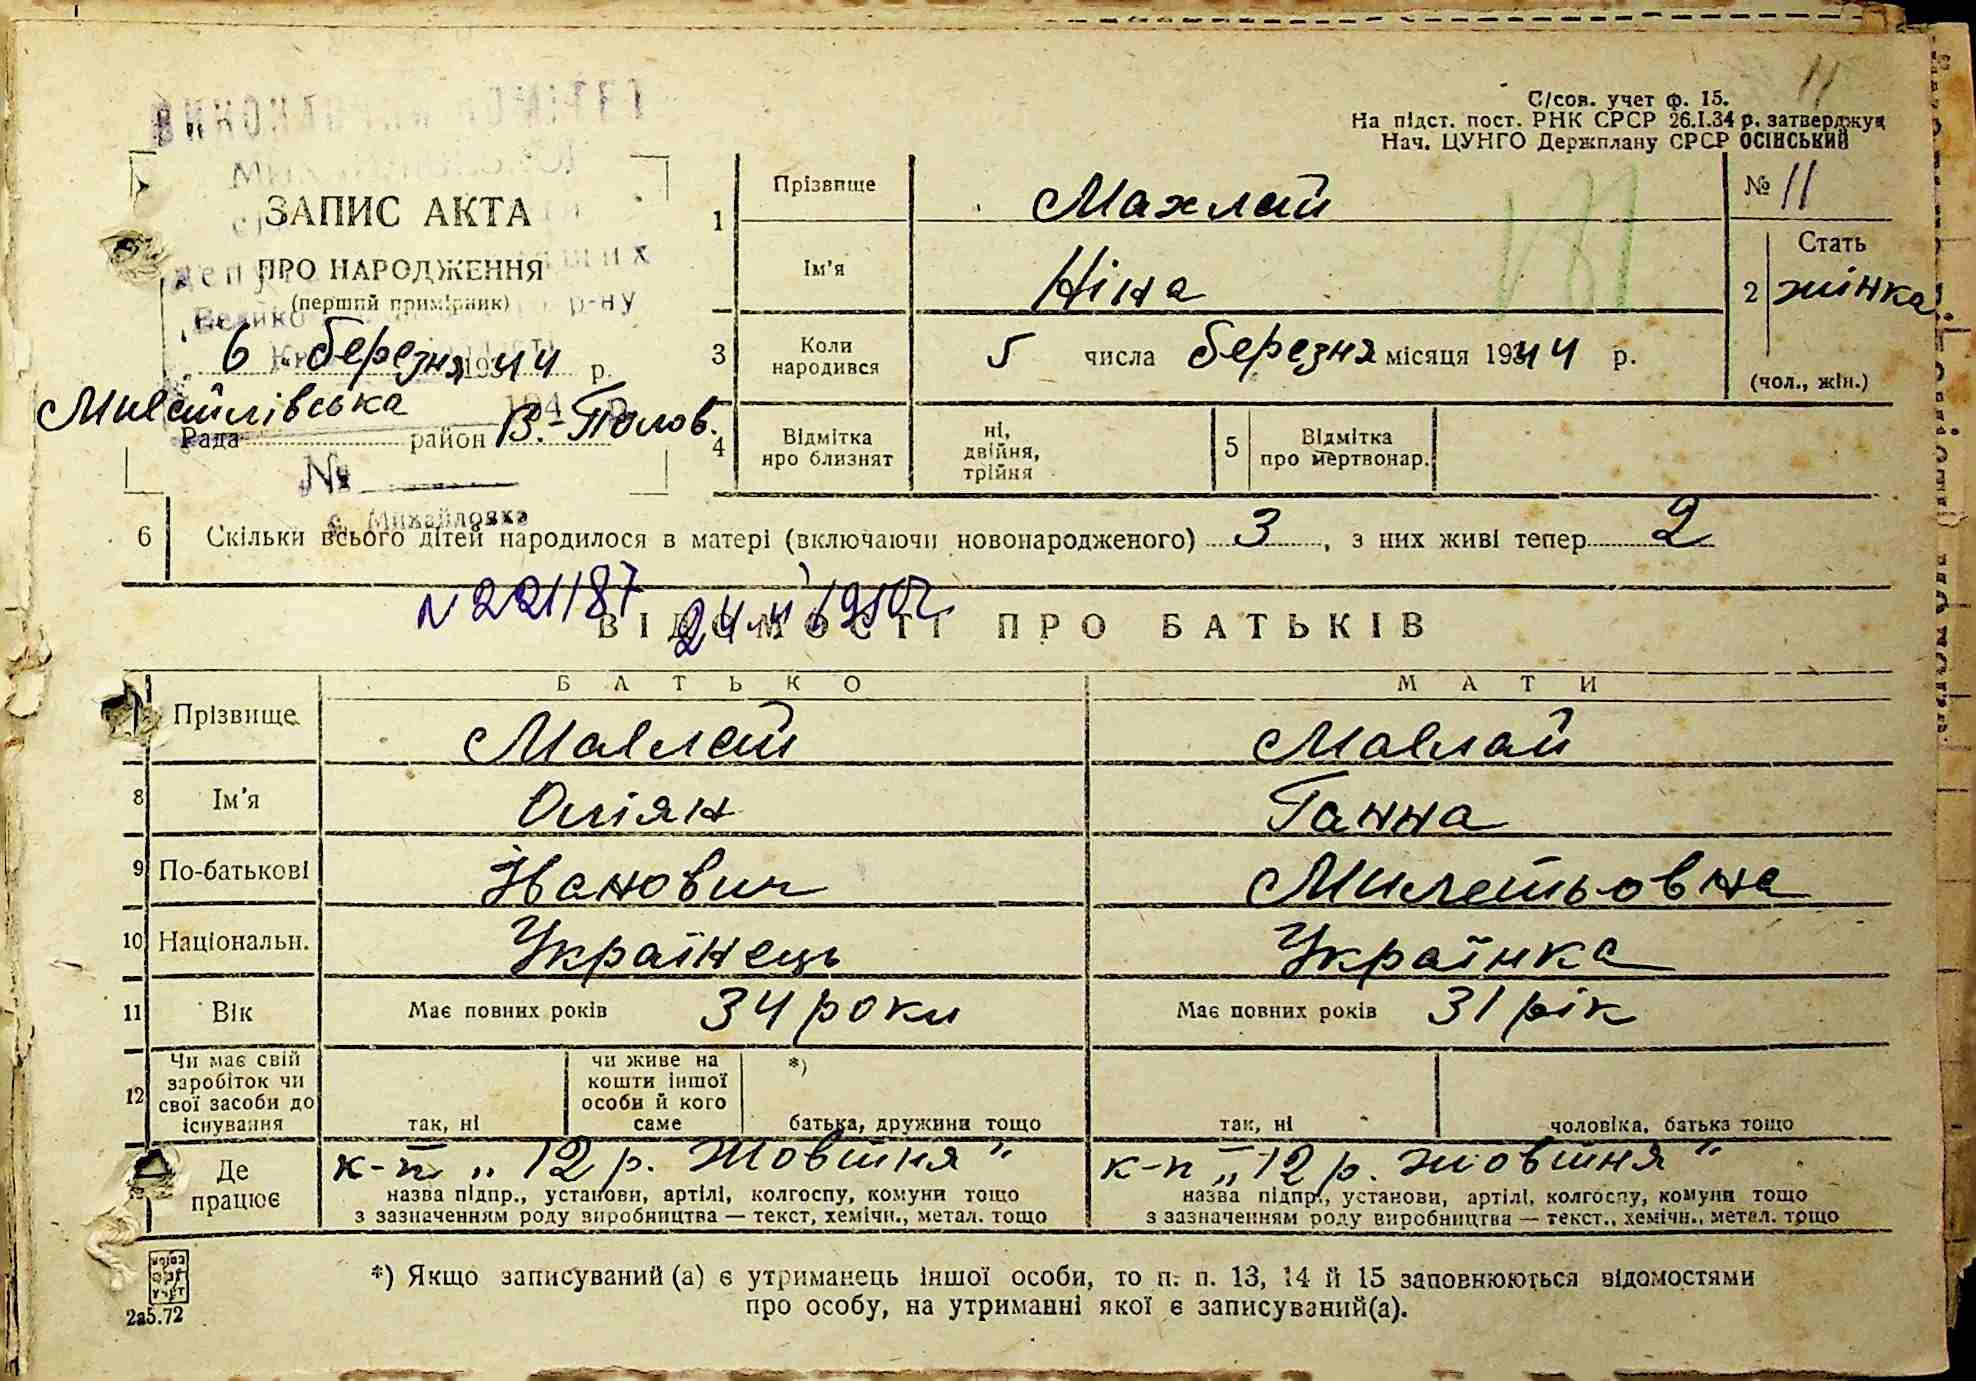 11
С/сов. учет ф. 15.
На підст. пост. РНК СРСР 26.I.34 р. затверджую
Нач. ЦУНГО Держплану СРСР ОСІНСЬКИЙ
ЗАПИС АКТА
ПРО НАРОДЖЕННЯ
(перший примірник)
6 березня 1944 р.
Михайлівська
Рада район В.-Полов.
№
с. Михайловка
1 Прізвище Махлай
№ 11
Ім'я Ніна
2 Стать жінка
(чол., жін.)
181
3 Коли народився 5 числа березня місяця 1944 р.
4 Відмітка про близнят ні, двійня, трійня
5 Відмітка про мертвонар.
6 Скільки всього дітей народилося в матері (включаючи новонародженого) 3, з них живі тепер 2
N 221187
ВІДОМОСТІ ПРО БАТЬКІВ
БАТЬКО МАТИ
Прізвище Махлай Махлай
8 Ім'я Оліян Ганна
9 По-батькові Іванович Милетьовна
10 Національн. Українець Українка
11 Вік Має повних років 34 роки Має повних років 31 рік
12 Чи має свій заробіток чи свої засоби до існування
так, ні
чи живе на кошти іншої особи й кого саме
*)
батька, дружини тощо
так, ні
чоловіка, батька тощо
Де працює к-п „12 р. Жовтня" к-п „12 р. жовтня"
назва підпр., установи, артілі, колгоспу, комуни тощо назва підпр., установи, артілі, колгоспу, комуни тощо
з зазначенням роду виробництва — текст, хемічн., метал. тощо з зазначенням роду виробництва — текст., хемічн., метал. тощо
*) Якщо записуваний (а) є утриманець іншої особи, то п. п. 13, 14 й 15 заповнюються відомостями
про особу, на утриманні якої є записуваний(а).
2а5.72